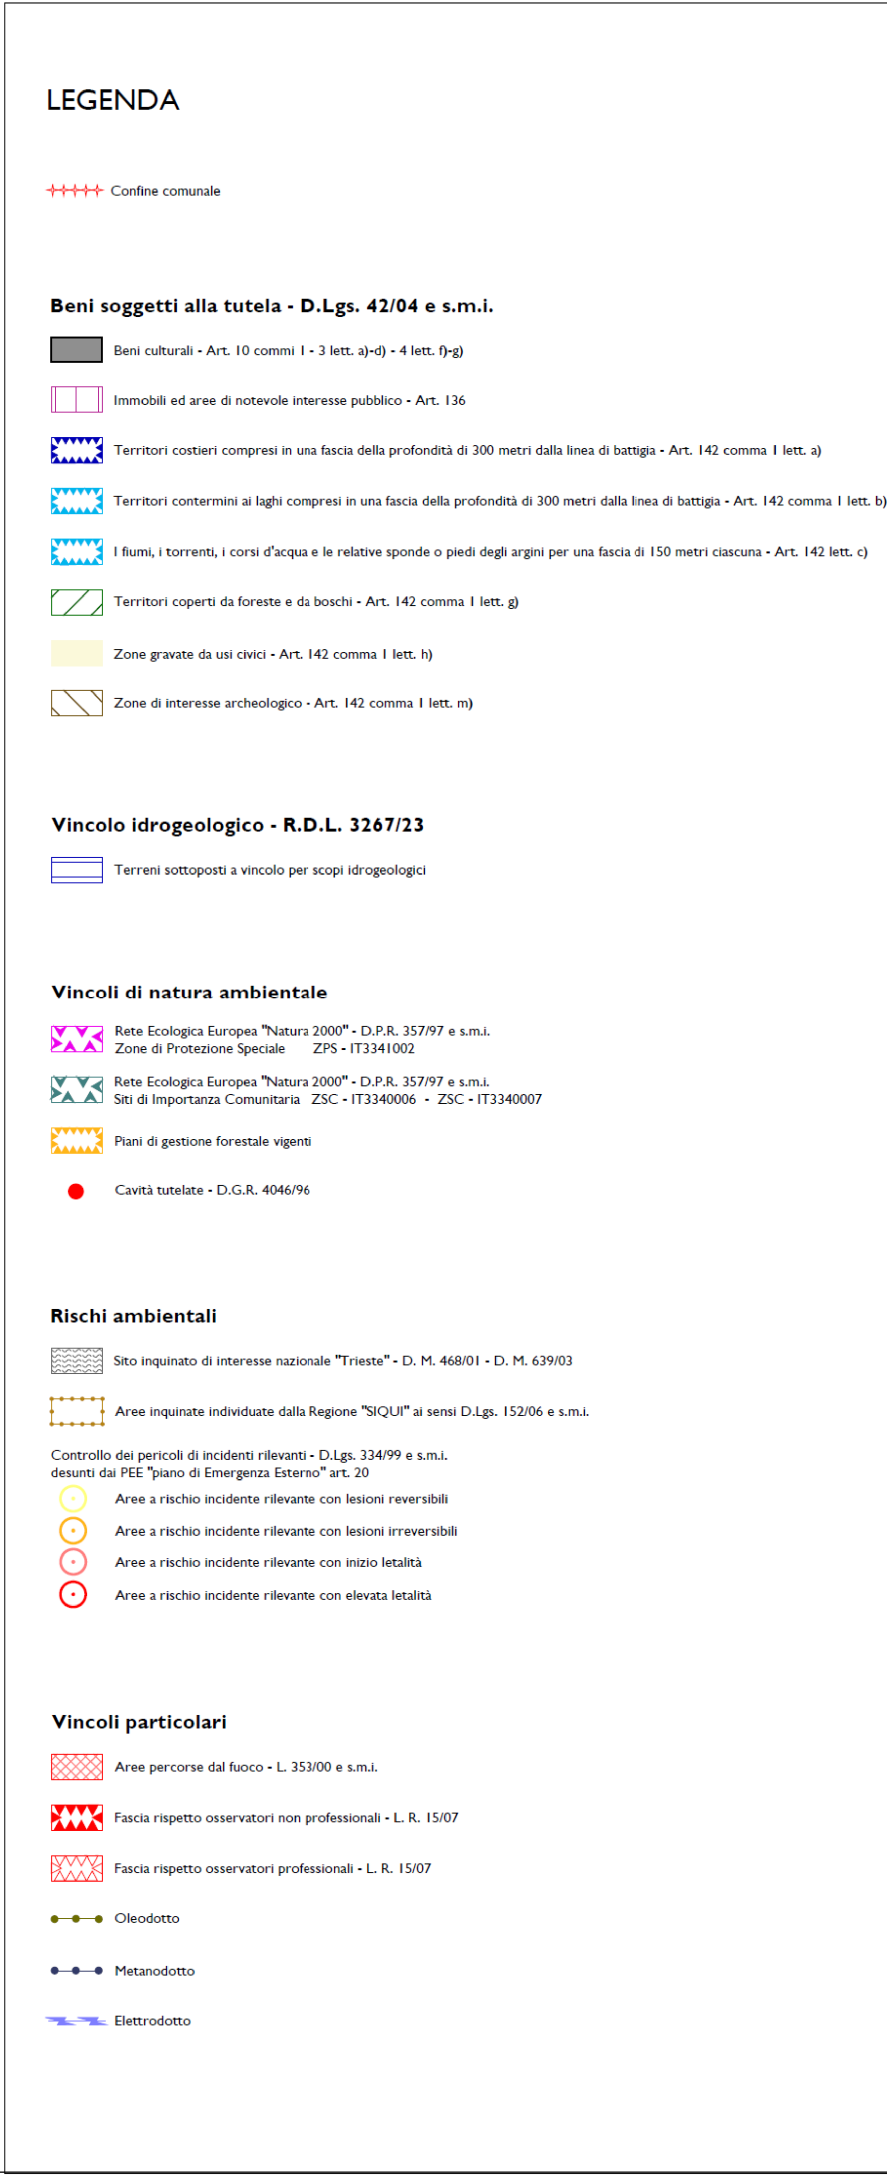 LEGENDA
Confine comunale
Beni soggetti alla tutela - D.Lgs. 42/04 e s.m.i.
Beni culturali - Art. 10 commi 1 - 3 lett. a)-d) - 4 lett. f)-g)
Immobili ed aree di notevole interesse pubblico - Art. 136
Territori costieri compresi in una fascia della profondità di 300 metri dalla linea di battigia - Art. 142 comma 1 lett. a)
Territori contermini ai laghi compresi in una fascia della profondità di 300 metri dalla linea di battigia - Art. 142 comma 1 lett. b)
I fiumi, i torrenti, i corsi d'acqua e le relative sponde o piedi degli argini per una fascia di 150 metri ciascuna - Art. 142 lett. c)
Territori coperti da foreste e da boschi - Art. 142 comma 1 lett. g)
Zone gravate da usi civici - Art. 142 comma 1 lett. h)
Zone di interesse archeologico - Art. 142 comma 1 lett. m)
Vincolo idrogeologico - R.D.L. 3267/23
Terreni sottoposti a vincolo per scopi idrogeologici
Vincoli di natura ambientale
Rete Ecologica Europea "Natura 2000" - D.P.R. 357/97 e s.m.i.
Zone di Protezione Speciale ZPS - IT3341002
Rete Ecologica Europea "Natura 2000" - D.P.R. 357/97 e s.m.i.
Siti di Importanza Comunitaria ZSC - IT3340006 - ZSC - IT3340007
Piani di gestione forestale vigenti
Cavità tutelate - D.G.R. 4046/96
Rischi ambientali
Sito inquinato di interesse nazionale "Trieste" - D. M. 468/01 - D. M. 639/03
Aree inquinate individuate dalla Regione "SIQUI" ai sensi D.Lgs. 152/06 e s.m.i.
Controllo dei pericoli di incidenti rilevanti - D.Lgs. 334/99 e s.m.i.
desunti dai PEE "piano di Emergenza Esterno" art. 20
Aree a rischio incidente rilevante con lesioni reversibili
Aree a rischio incidente rilevante con lesioni irreversibili
Aree a rischio incidente rilevante con inizio letalità
Aree a rischio incidente rilevante con elevata letalità
Vincoli particolari
Aree percorse dal fuoco - L. 353/00 e s.m.i.
Fascia rispetto osservatori non professionali - L. R. 15/07
Fascia rispetto osservatori professionali - L. R. 15/07
Oleodotto
Metanodotto
Elettrodotto